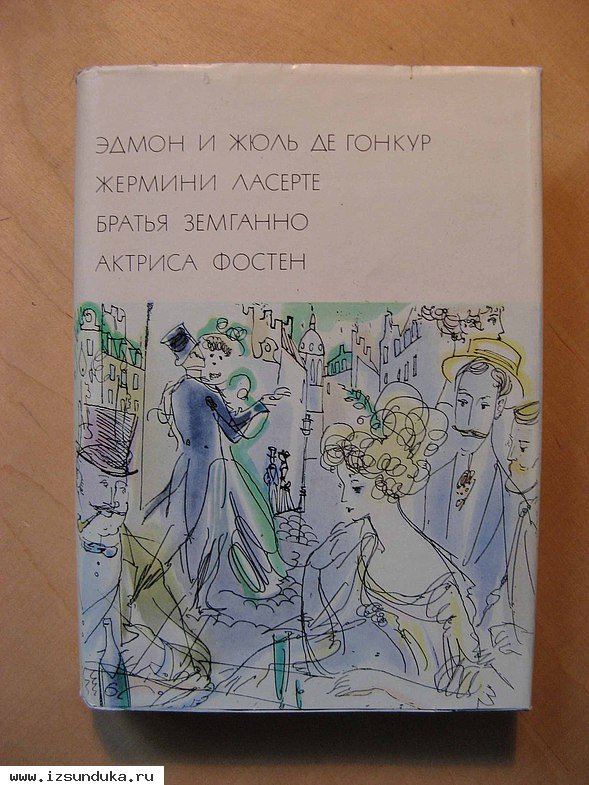 ЭДМОН И ЖЮЛЬ ДЕ ГОНКУР
ЖЕРМИНИ ЛАСЕРТЕ
БРАТЬЯ ЗЕМГАННО
АКТРИСА ФОСТЕН
www.izsunduka.ru